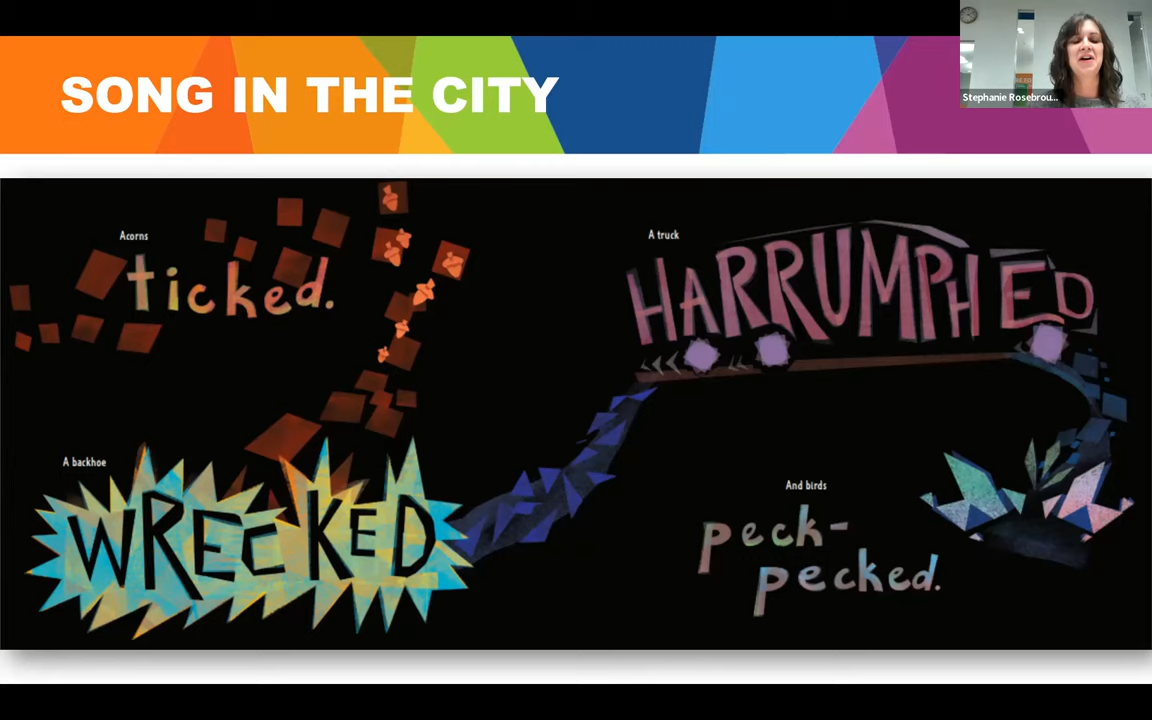 SONG IN THE CITY
Stephanie Rosebrou...
Acorns
ticked.
A truck
HARRUMPHED
A backhoe
WRECKED
And birds
peck-
pecked.